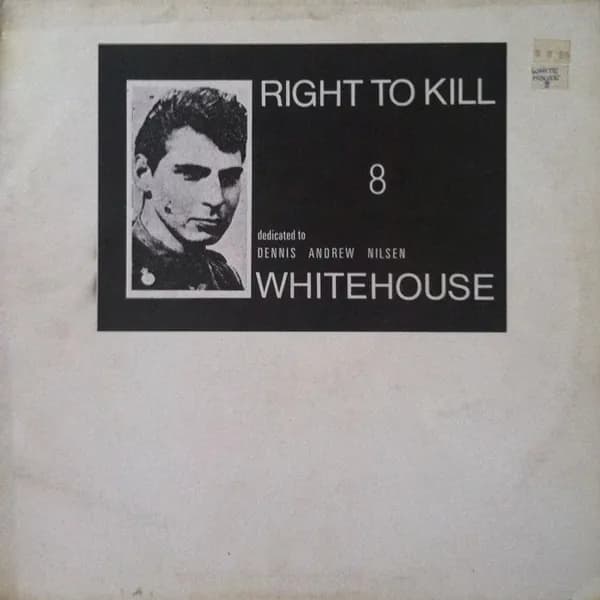 RIGHT TO KILL
8
dedicated to
DENNIS ANDREW NILSEN
WHITEHOUSE